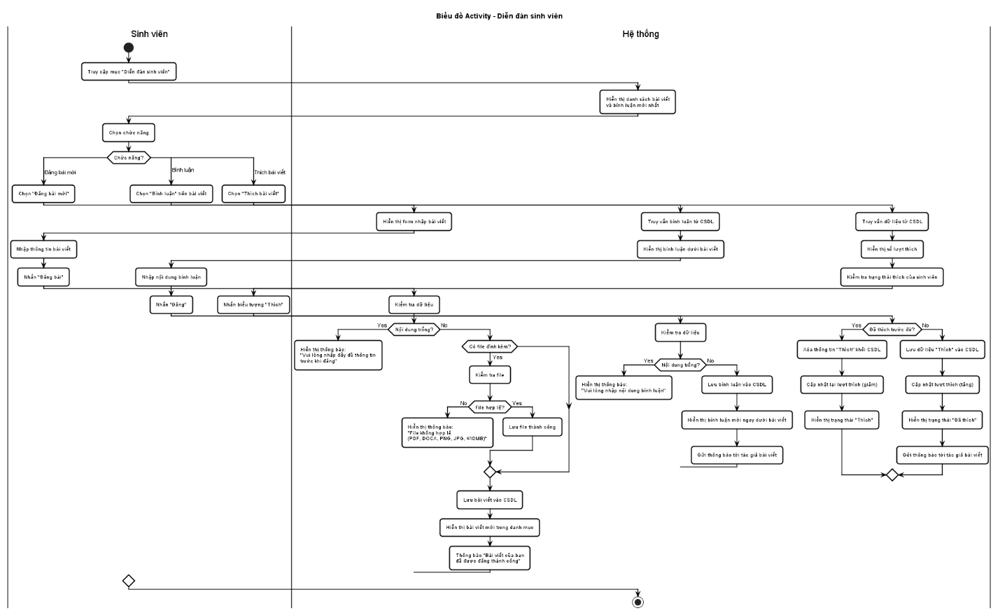 Biểu đồ Activity - Diễn đàn sinh viên
Sinh viên
Hệ thống
Truy cập mục "Diễn đàn sinh viên"
Hiển thị danh sách bài viết
và bình luận mới nhất
Chọn chức năng
Chức năng?
Đăng bài mới
Bình luận
Thích bài viết
Chọn "Đăng bài mới"
Chọn "Bình luận" trên bài viết
Chọn "Thích bài viết"
Hiển thị form nhập bài viết
Truy vấn bình luận từ CSDL
Truy vấn dữ liệu từ CSDL
Nhập thông tin bài viết
Hiển thị bình luận dưới bài viết
Hiển thị số lượt thích
Nhấn "Đăng bài"
Nhập nội dung bình luận
Kiểm tra trạng thái thích của sinh viên
Nhấn "Đăng"
Nhấn biểu tượng "Thích"
Kiểm tra dữ liệu
Yes
Nội dung trống?
No
Kiểm tra dữ liệu
Yes
Đã thích trước đó?
No
Hiển thị thông báo:
"Vui lòng nhập đầy đủ thông tin
trước khi đăng"
Có file đính kèm?
Yes
Xóa thông tin "Thích" khỏi CSDL
Lưu dữ liệu "Thích" vào CSDL
Kiểm tra file
Yes
Nội dung trống?
No
Hiển thị thông báo:
"Vui lòng nhập nội dung bình luận"
Lưu bình luận vào CSDL
Cập nhật lại lượt thích (giảm)
Cập nhật lượt thích (tăng)
No
File hợp lệ?
Yes
Hiển thị thông báo:
"File không hợp lệ
(PDF, DOCX, PNG, JPG, ≤10MB)"
Lưu file thành công
Hiển thị bình luận mới ngay dưới bài viết
Hiển thị trạng thái "Thích"
Hiển thị trạng thái "Đã thích"
Gửi thông báo tới tác giả bài viết
Gửi thông báo tới tác giả bài viết
Lưu bài viết vào CSDL
Hiển thị bài viết mới trong danh mục
Thông báo "Bài viết của bạn
đã được đăng thành công"